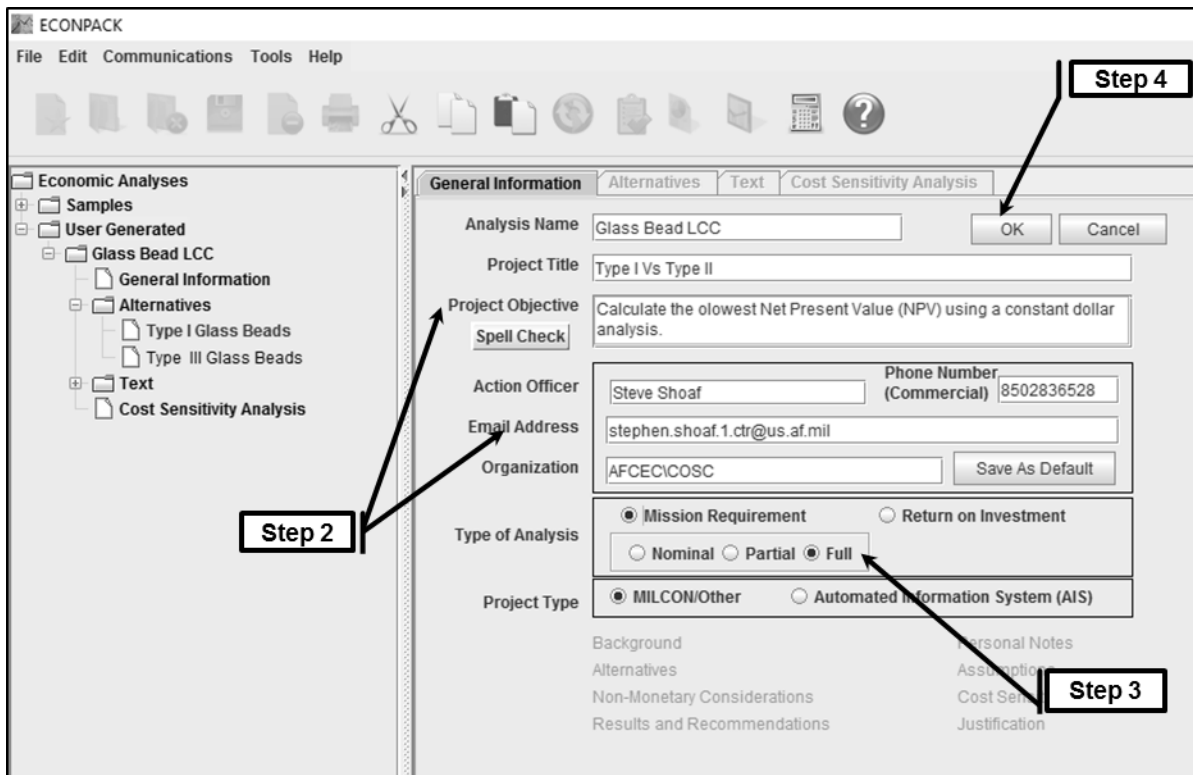 ECONPACK
File Edit Communications Tools Help
Step 4
Economic Analyses
Samples
User Generated
Glass Bead LCC
General Information
Alternatives
Type I Glass Beads
Type III Glass Beads
Text
Cost Sensitivity Analysis
General Information Alternatives Text Cost Sensitivity Analysis
Analysis Name Glass Bead LCC OK Cancel
Project Title Type I Vs Type II
Project Objective Calculate the olowest Net Present Value (NPV) using a constant dollar
analysis.
Spell Check
Action Officer Steve Shoaf Phone Number
(Commercial) 8502836528
Email Address stephen.shoaf.1.ctr@us.af.mil
Organization AFCEC\COSC Save As Default
Step 2
Type of Analysis Mission Requirement Return on Investment
Nominal Partial Full
Project Type MILCON/Other Automated Information System (AIS)
Background Personal Notes
Alternatives Assumptions
Non-Monetary Considerations Cost
Step 3
Results and Recommendations Justification